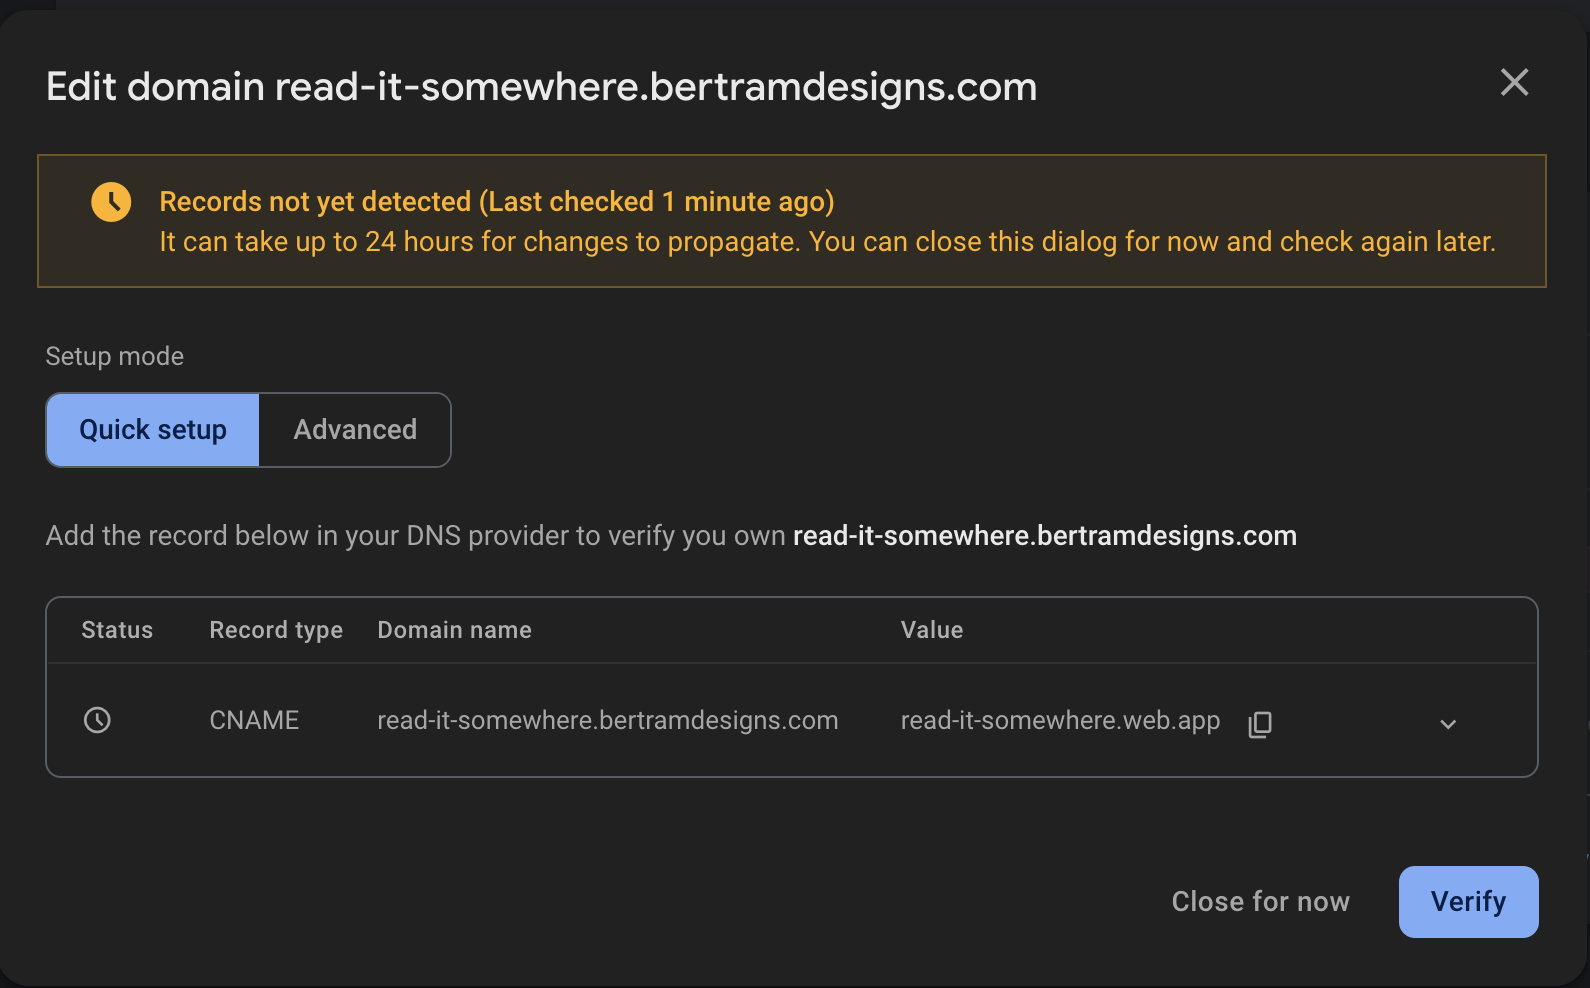 Edit domain read-it-somewhere.bertramdesigns.com
Records not yet detected (Last checked 1 minute ago)
It can take up to 24 hours for changes to propagate. You can close this dialog for now and check again later.
Setup mode
Quick setup Advanced
Add the record below in your DNS provider to verify you own read-it-somewhere.bertramdesigns.com
Status Record type Domain name Value
CNAME read-it-somewhere.bertramdesigns.com read-it-somewhere.web.app
Close for now Verify